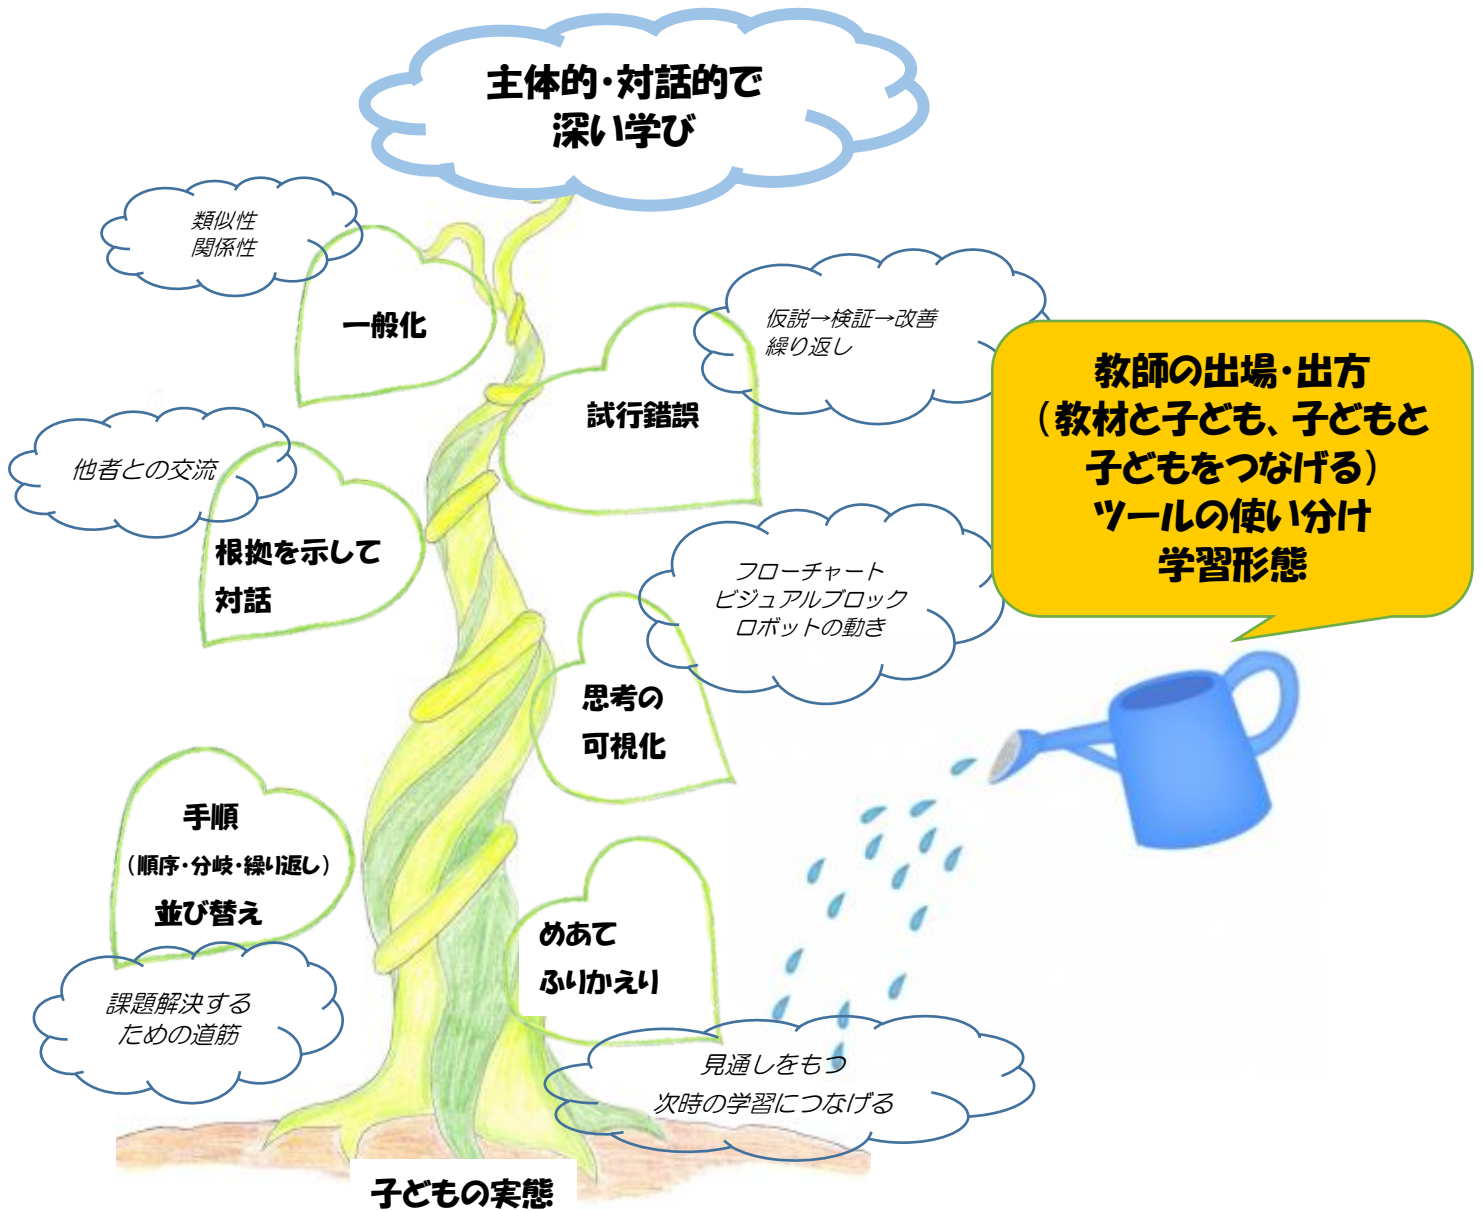 主体的・対話的で
深い学び
類似性
関係性
一般化
仮説→検証→改善
繰り返し
試行錯誤
教師の出場・出方
（教材と子ども、子どもと
子どもをつなげる）
ツールの使い分け
学習形態
他者との交流
根拠を示して
対話
フローチャート
ビジュアルブロック
ロボットの動き
思考の
可視化
手順
（順序・分岐・繰り返し）
並び替え
課題解決する
ための道筋
めあて
ふりかえり
見通しをもつ
次時の学習につなげる
子どもの実態